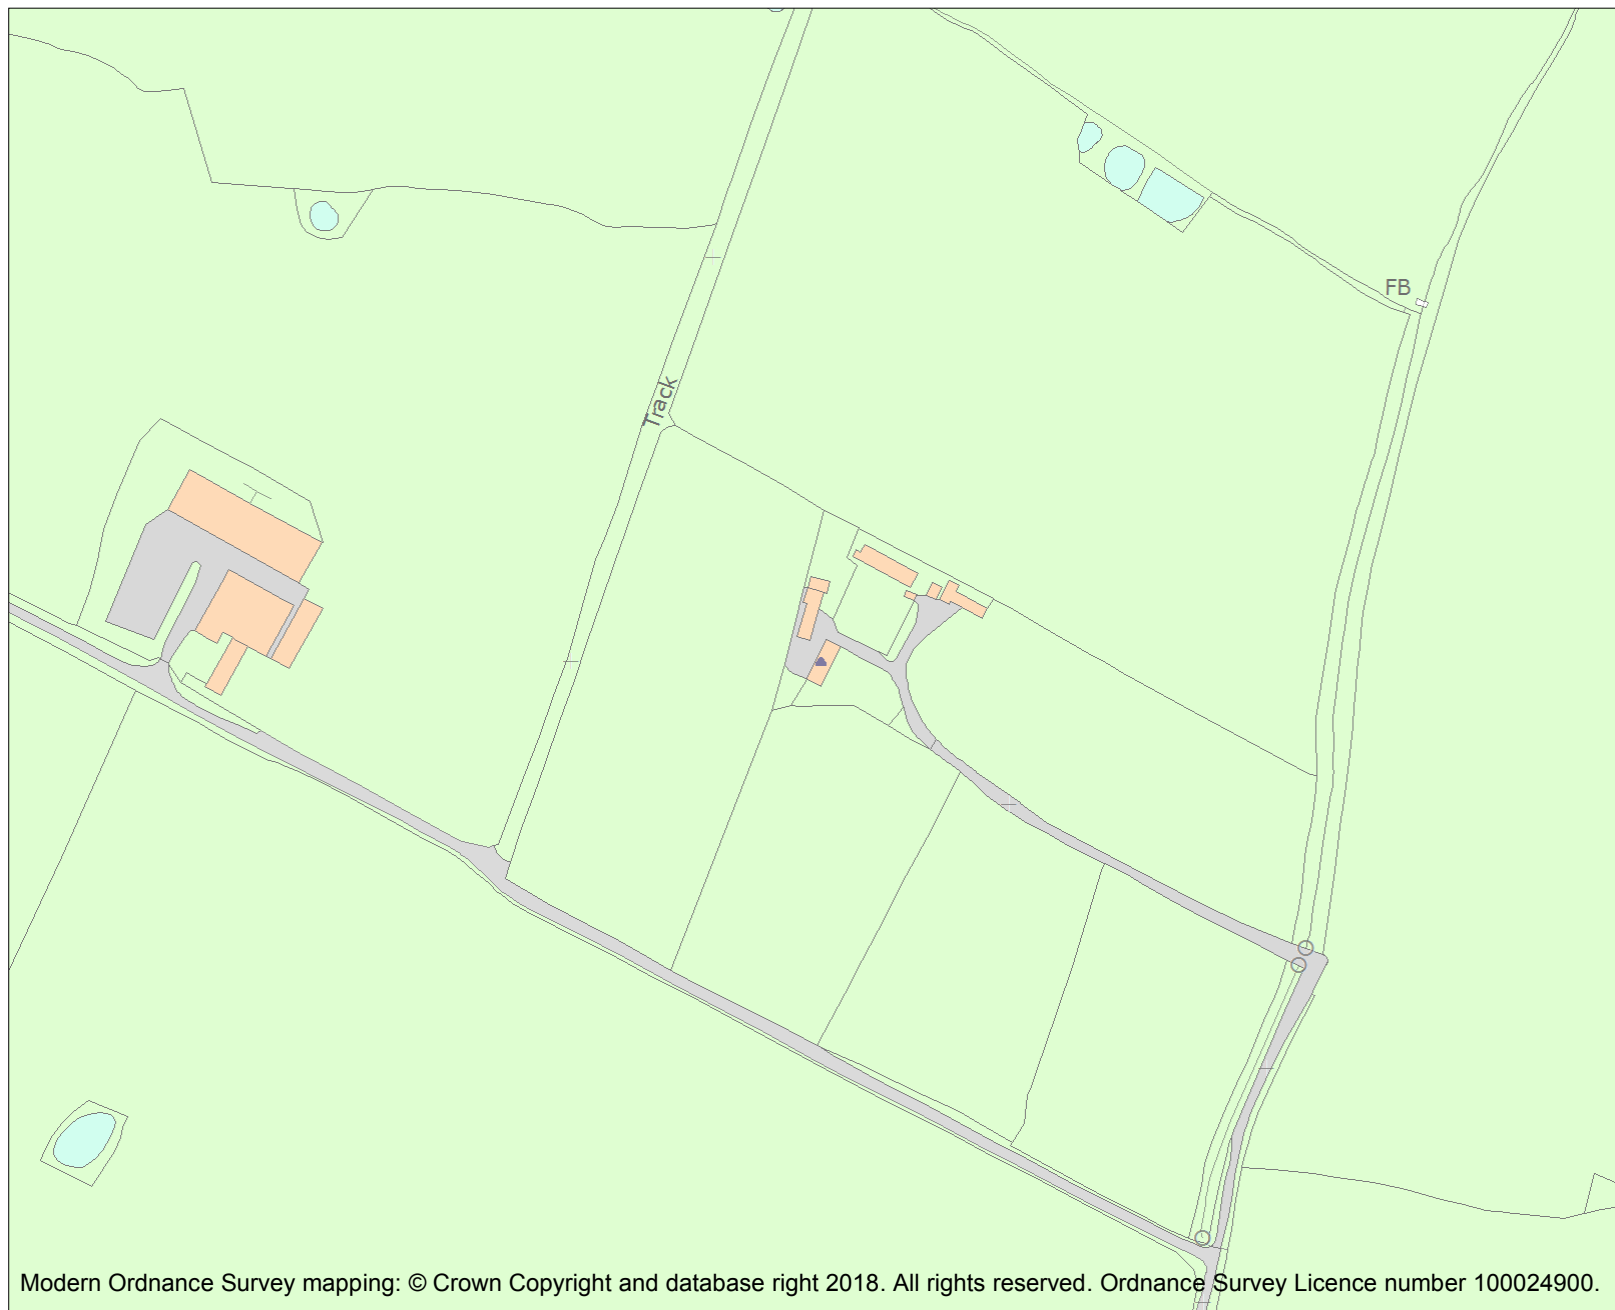 FB
Track
Modern Ordnance Survey mapping: © Crown Copyright and database right 2018. All rights reserved. Ordnance Survey Licence number 100024900.